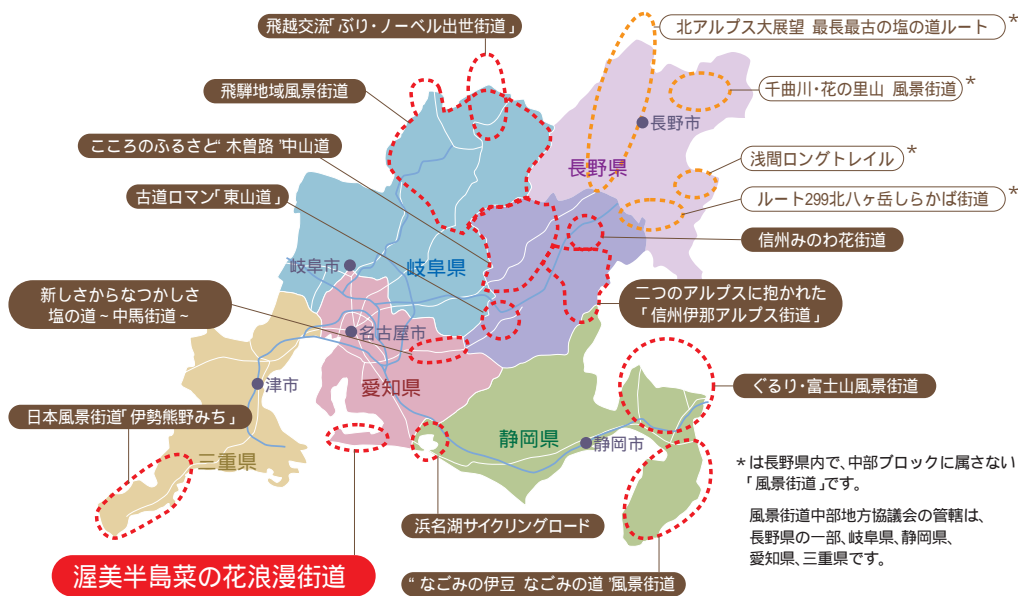 飛越交流「ぶり・ノーベル出世街道」
北アルプス大展望 最長最古の塩の道ルート*
飛騨地域風景街道
千曲川・花の里山 風景街道*
長野市
こころのふるさと“木曽路”中山道
浅間ロングトレイル*
長野県
古道ロマン「東山道」
ルート299北八ヶ岳しらかば街道*
信州みのわ花街道
岐阜市
岐阜県
新しさからなつかしさ
塩の道~中馬街道~
二つのアルプスに抱かれた
「信州伊那アルプス街道」
名古屋市
津市
愛知県
ぐるり・富士山風景街道
日本風景街道「伊勢熊野みち」
静岡県
静岡市
三重県
*は長野県内で、中部ブロックに属さない
「風景街道」です。
浜名湖サイクリングロード
風景街道中部地方協議会の管轄は、
長野県の一部、岐阜県、静岡県、
愛知県、三重県です。
渥美半島菜の花浪漫街道
“なごみの伊豆 なごみの道”風景街道